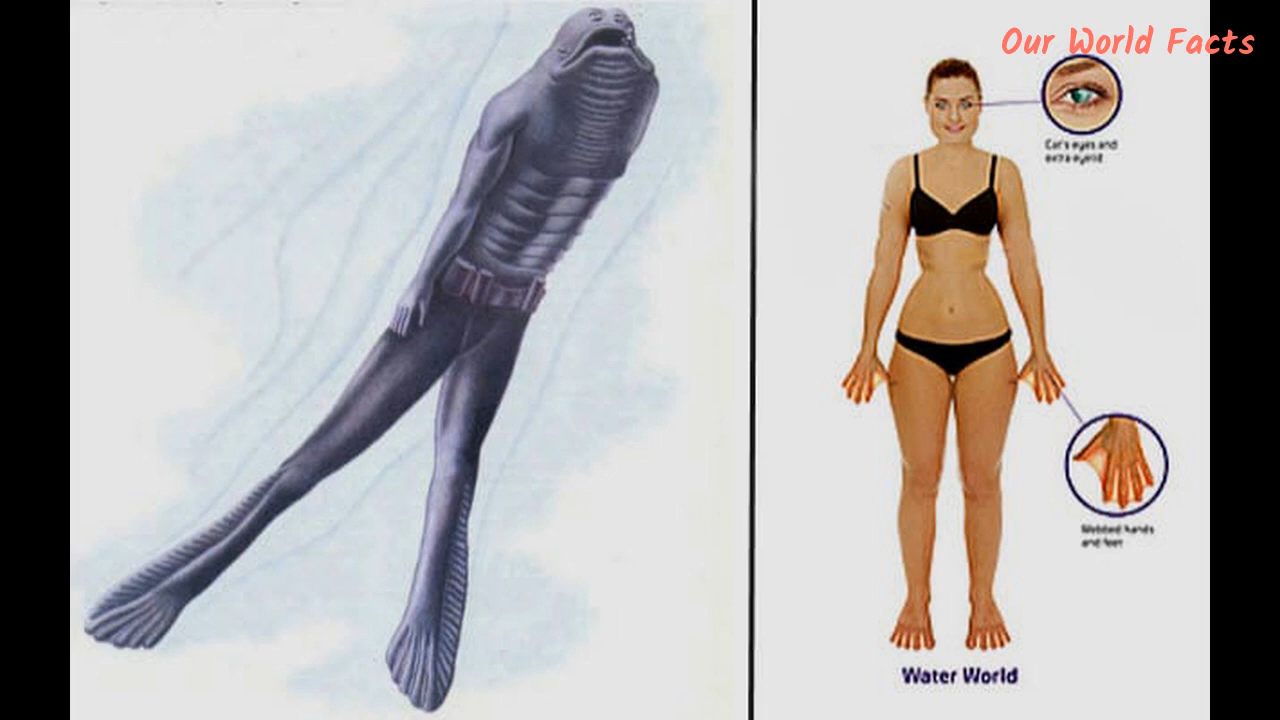 Our World Facts
Cat's eyes and
extra eyelid
Webbed hands
and feet
Water World